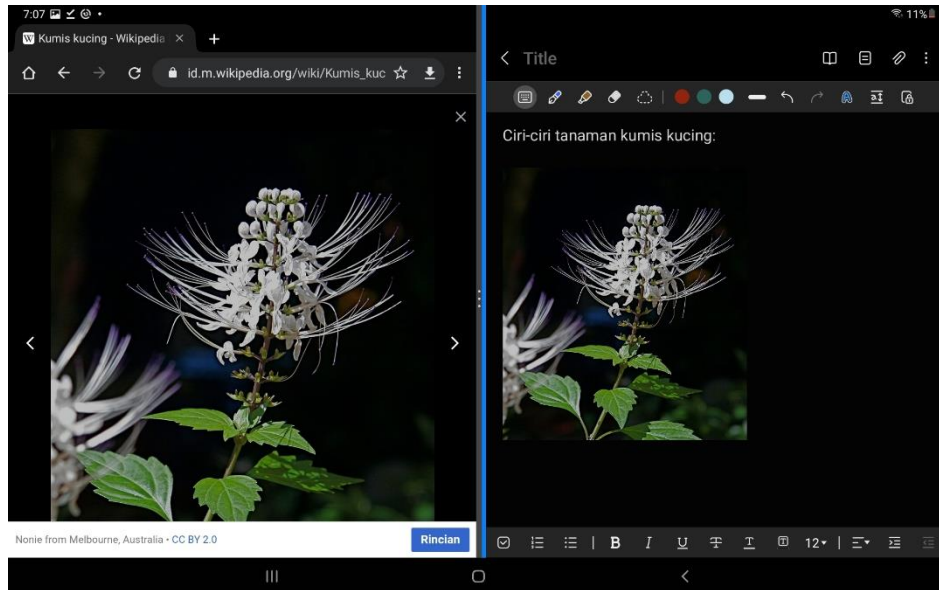 7:07
11%
Kumis kucing - Wikipedia
id.m.wikipedia.org/wiki/Kumis_kuc
Nonie from Melbourne, Australia • CC BY 2.0
Rincian
Title
Ciri-ciri tanaman kumis kucing:
B I U T T T 12